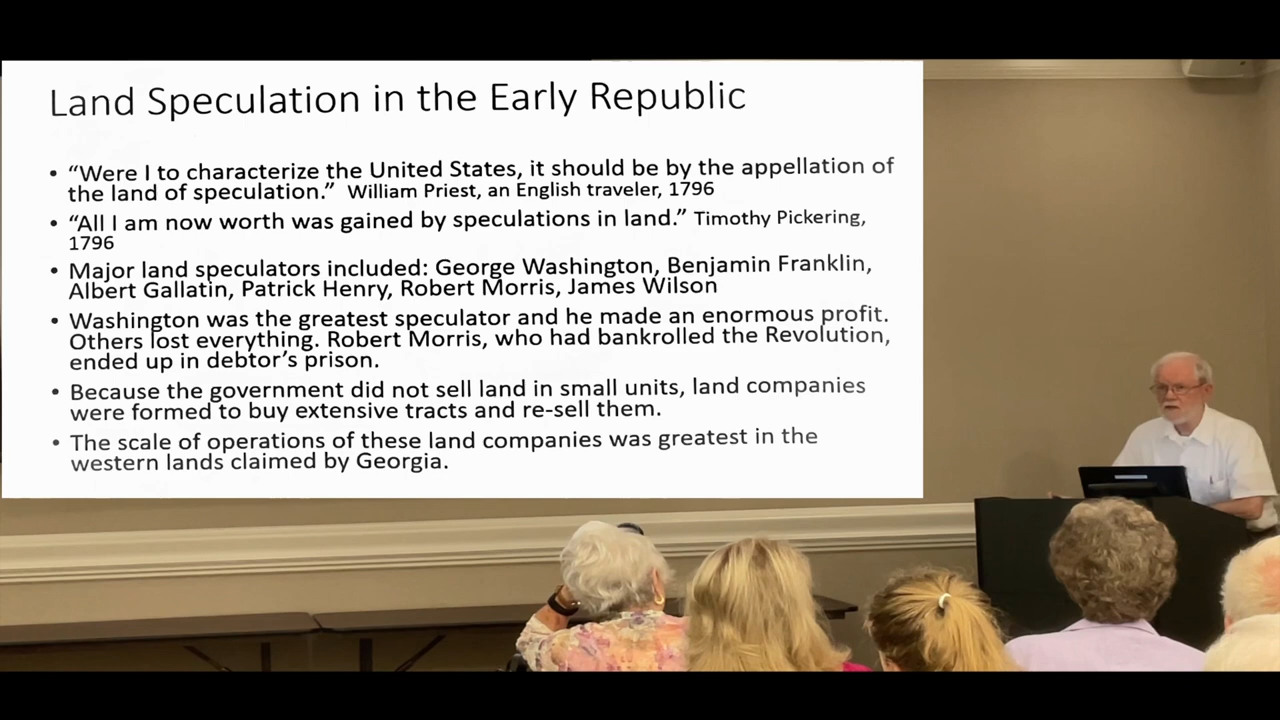 Land Speculation in the Early Republic
• “Were I to characterize the United States, it should be by the appellation of
the land of speculation.” William Priest, an English traveler, 1796
• “All I am now worth was gained by speculations in land.” Timothy Pickering,
1796
• Major land speculators included: George Washington, Benjamin Franklin,
Albert Gallatin, Patrick Henry, Robert Morris, James Wilson
• Washington was the greatest speculator and he made an enormous profit.
Others lost everything. Robert Morris, who had bankrolled the Revolution,
ended up in debtor’s prison.
• Because the government did not sell land in small units, land companies
were formed to buy extensive tracts and re-sell them.
• The scale of operations of these land companies was greatest in the
western lands claimed by Georgia.